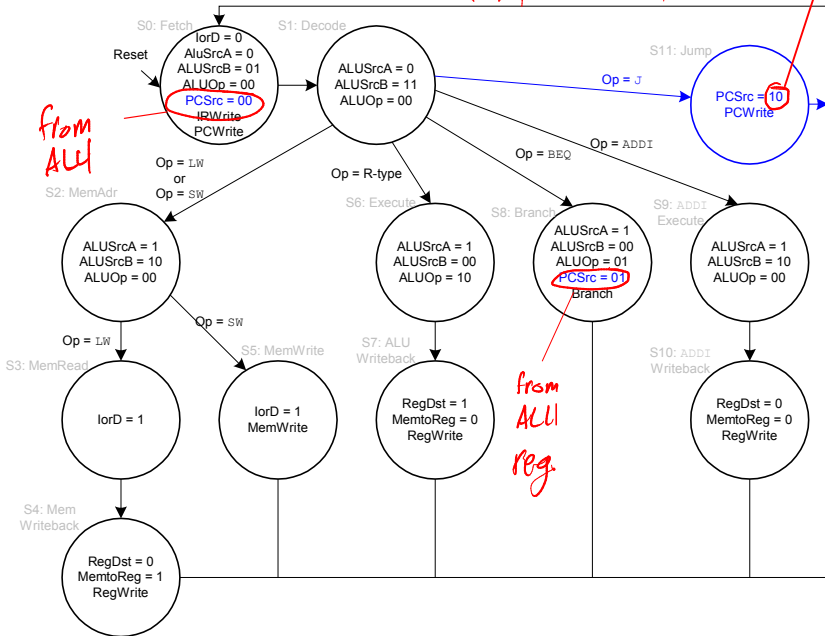 S0: Fetch
S1: Decode
S11: Jump
Reset
IorD = 0
AluSrcA = 0
ALUSrcB = 01
ALUOp = 00
PCSrc = 00
IRWrite
PCWrite
ALUSrcA = 0
ALUSrcB = 11
ALUOp = 00
Op = J
PCSrc = 10
PCWrite
from
ALU
Op = LW
or
Op = SW
Op = R-type
Op = BEQ
Op = ADDI
S2: MemAdr
S6: Execute
S8: Branch
S9: ADDI
Execute
ALUSrcA = 1
ALUSrcB = 10
ALUOp = 00
ALUSrcA = 1
ALUSrcB = 00
ALUOp = 10
ALUSrcA = 1
ALUSrcB = 00
ALUOp = 01
PCSrc = 01
Branch
ALUSrcA = 1
ALUSrcB = 10
ALUOp = 00
Op = LW
Op = SW
S3: MemRead
S5: MemWrite
S7: ALU
Writeback
S10: ADDI
Writeback
IorD = 1
IorD = 1
MemWrite
RegDst = 1
MemtoReg = 0
RegWrite
from
ALU
reg.
RegDst = 0
MemtoReg = 0
RegWrite
S4: Mem
Writeback
RegDst = 0
MemtoReg = 1
RegWrite